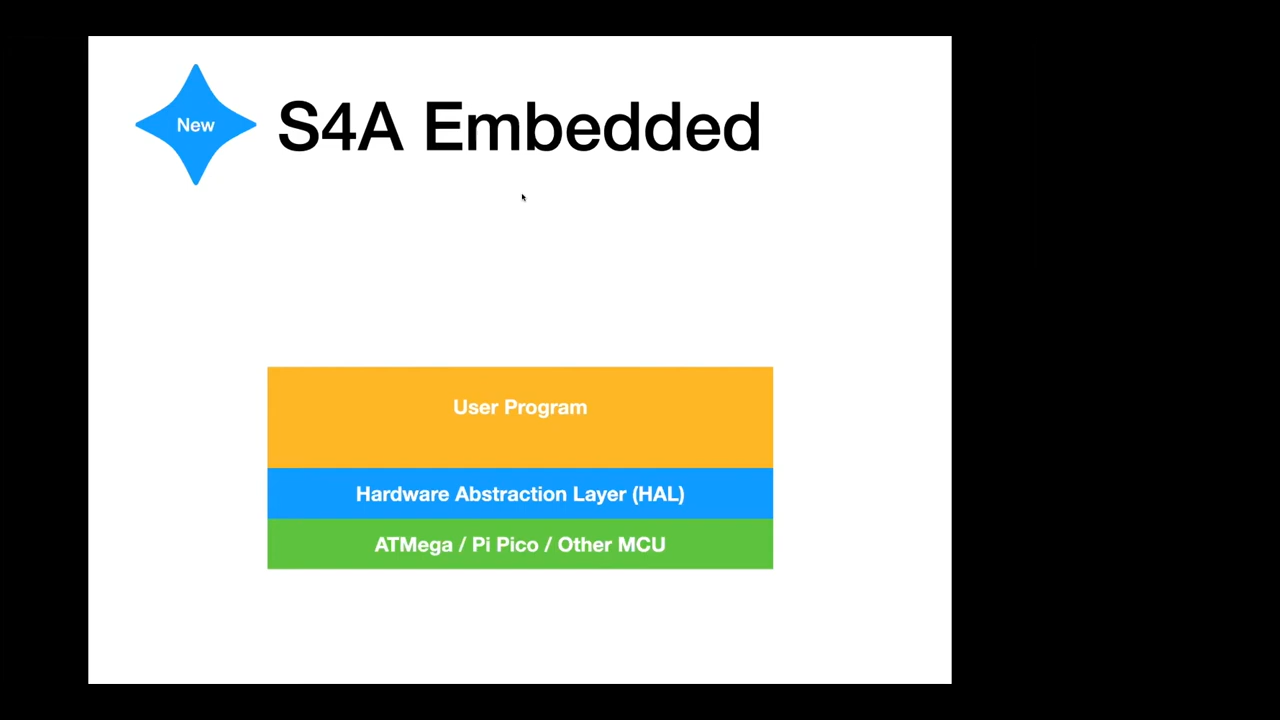 New
S4A Embedded
User Program
Hardware Abstraction Layer (HAL)
ATMega / Pi Pico / Other MCU